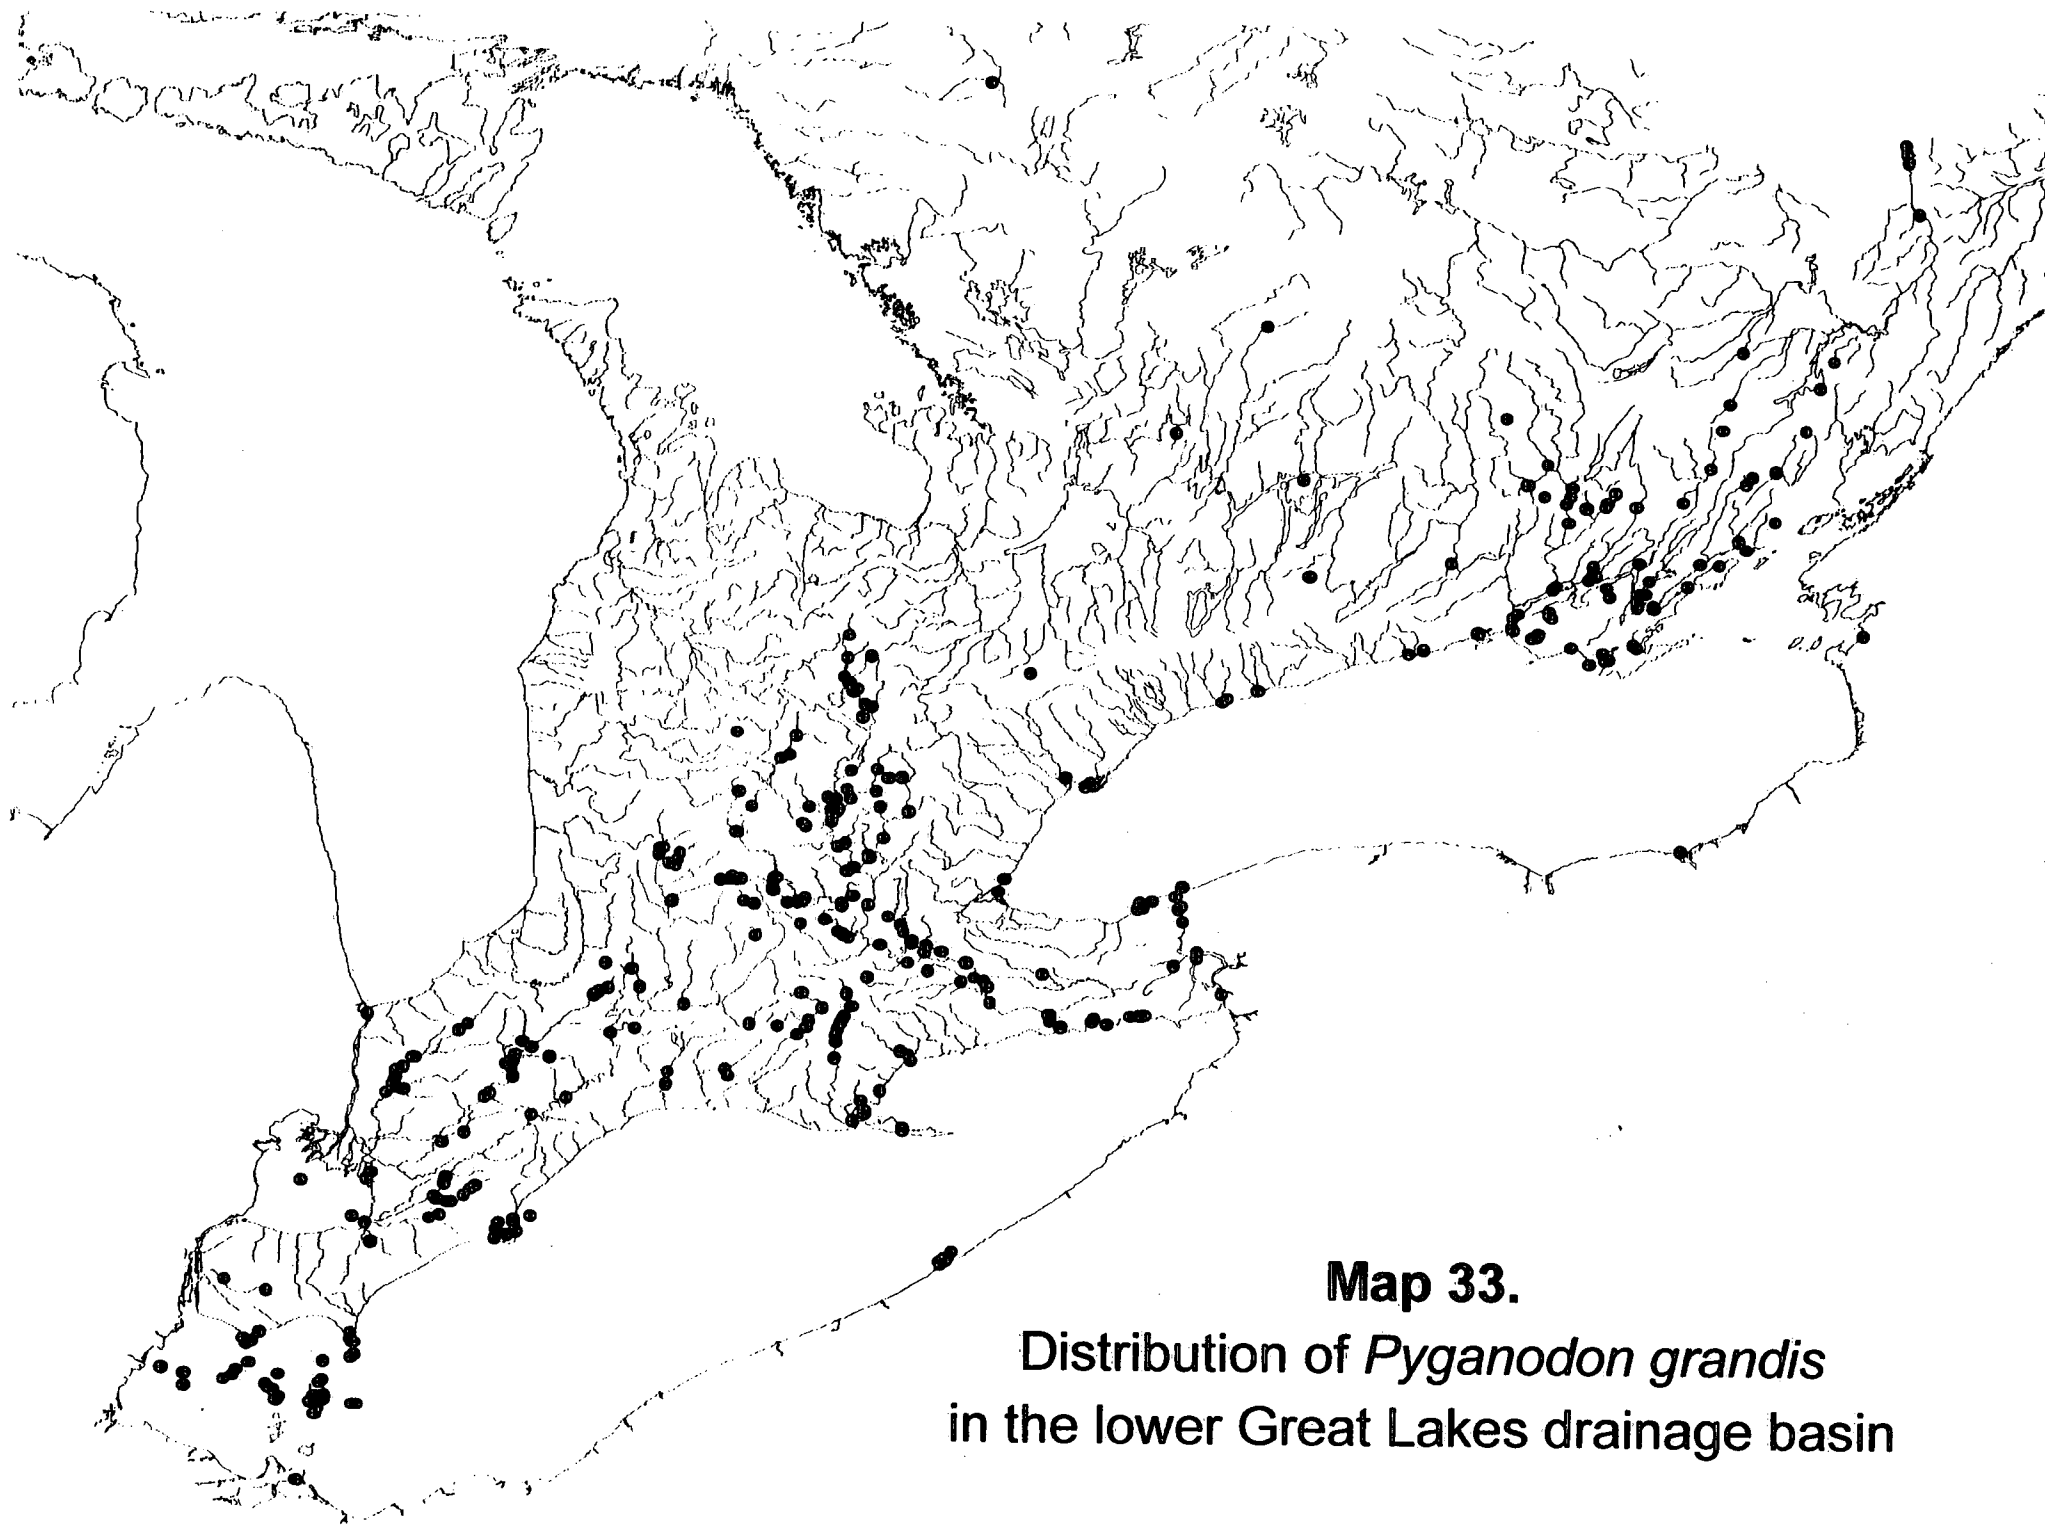 Map 33.
Distribution of Pyganodon grandis
in the lower Great Lakes drainage basin